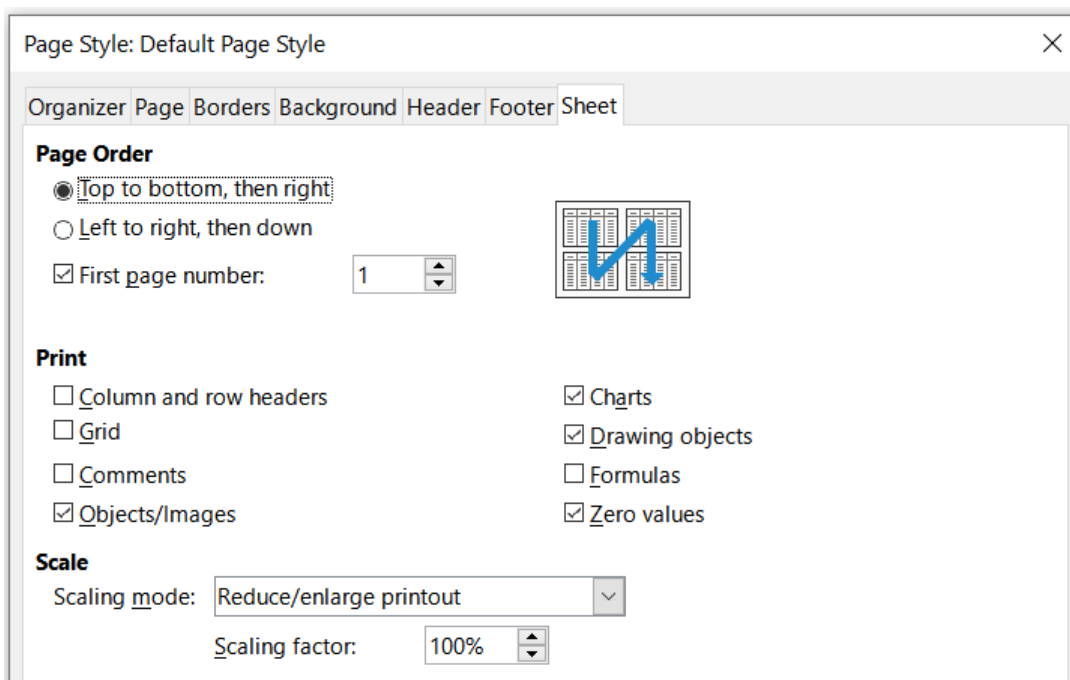 Page Style: Default Page Style
Organizer Page Borders Background Header Footer Sheet
Page Order
Top to bottom, then right
Left to right, then down
First page number: 1
Print
Column and row headers
Charts
Grid
Drawing objects
Comments
Formulas
Objects/Images
Zero values
Scale
Scaling mode: Reduce/enlarge printout
Scaling factor: 100%